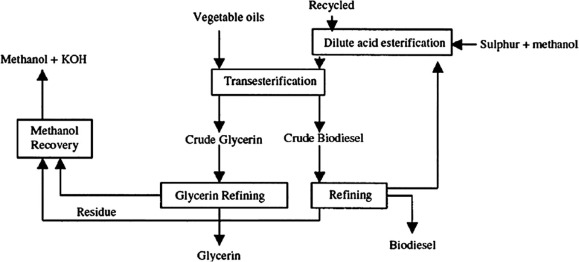 Recycled
Vegetable oils
Dilute acid esterification
Sulphur + methanol
Methanol + KOH
Transesterification
Methanol
Recovery
Crude Glycerin
Crude Biodiesel
Glycerin Refining
Refining
Residue
Glycerin
Biodiesel